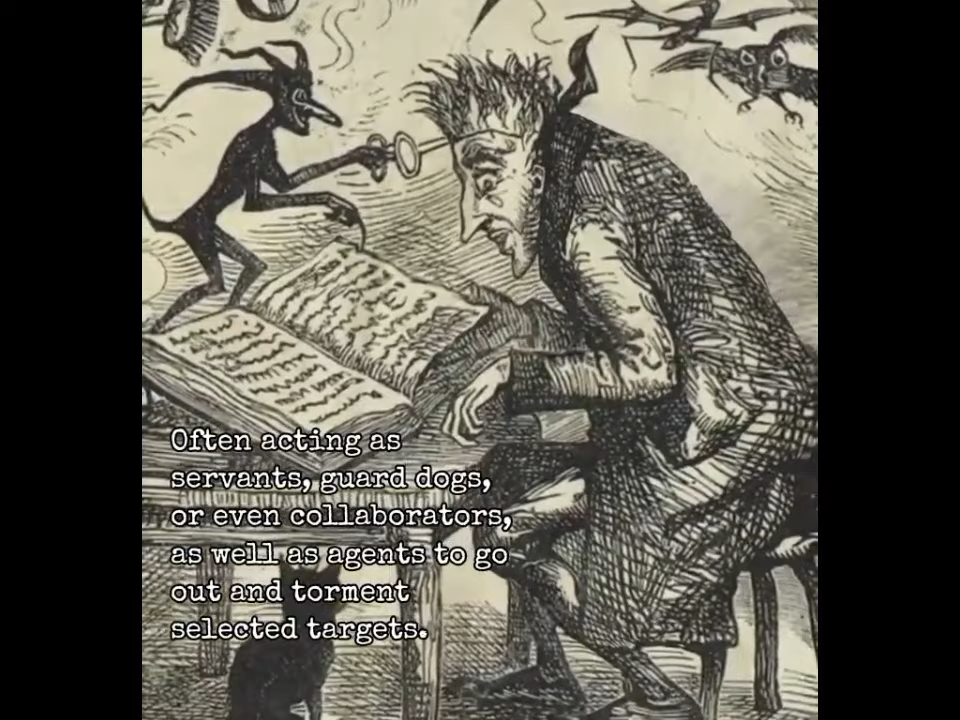 Often acting as
servants, guard dogs,
or even collaborators,
as well as agents to go
out and torment
selected targets.